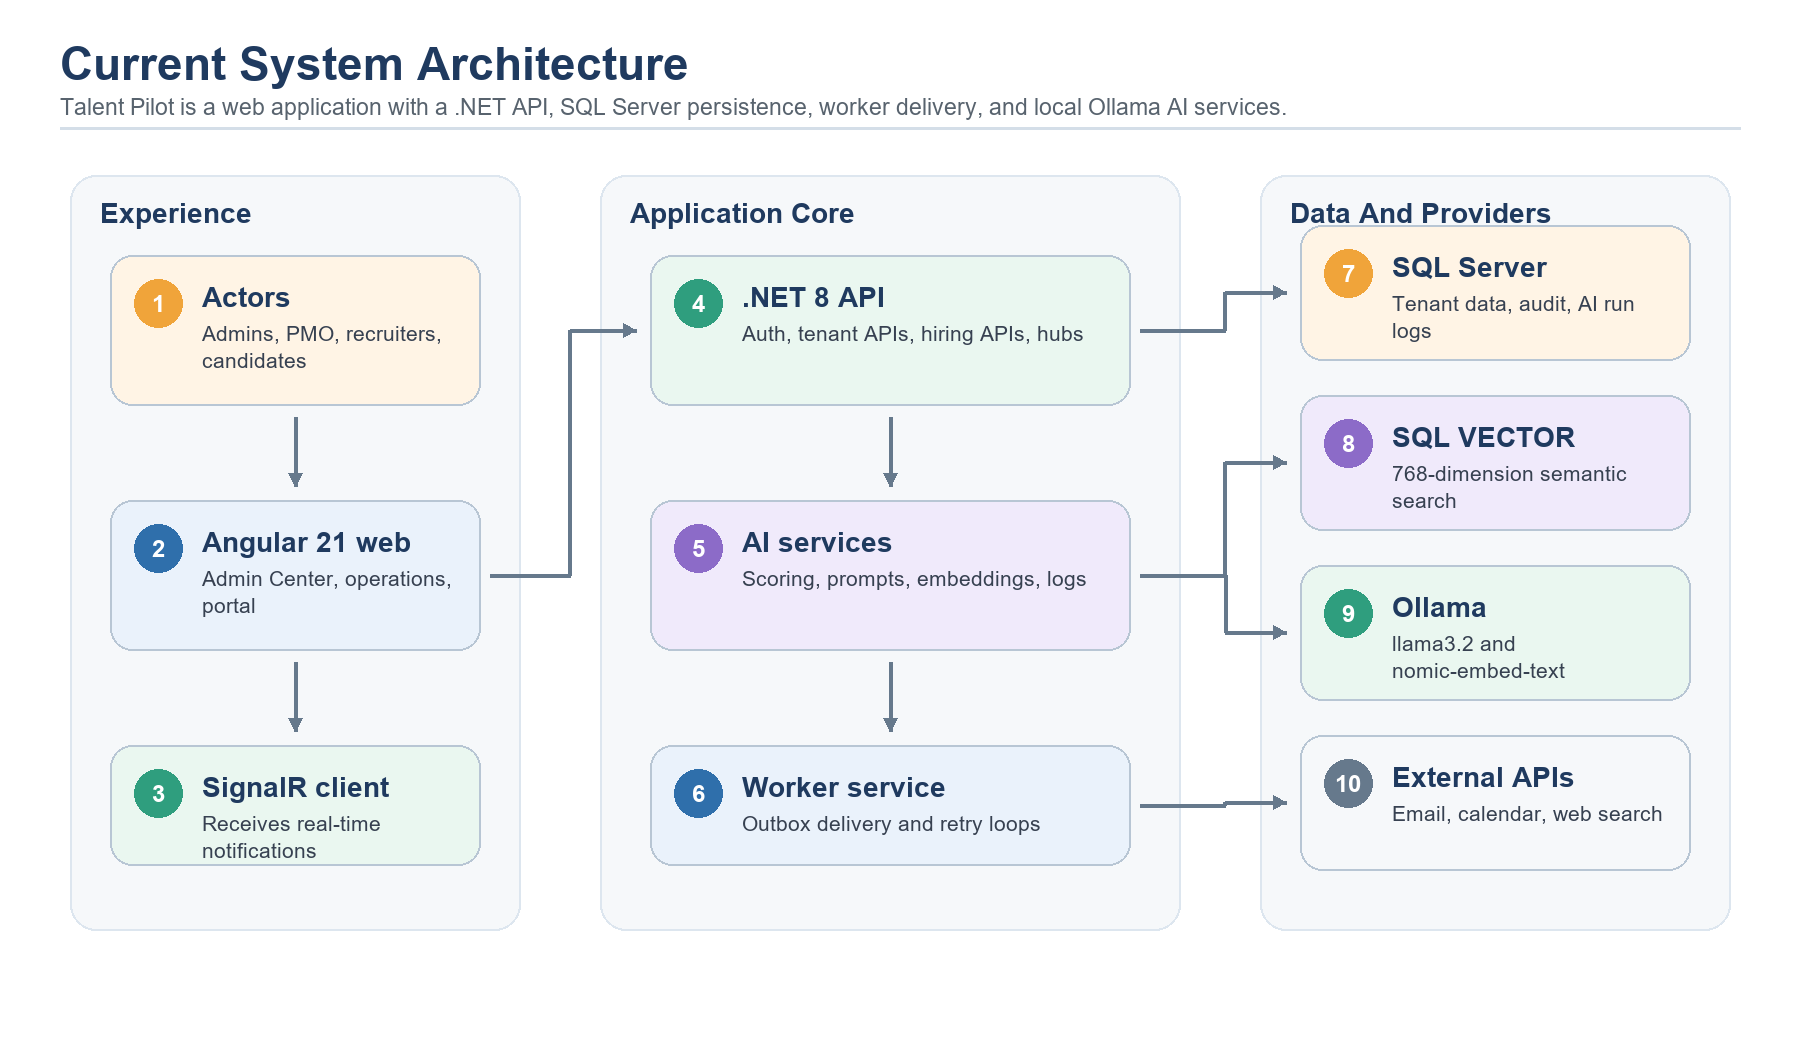 Current System Architecture
Talent Pilot is a web application with a .NET API, SQL Server persistence, worker delivery, and local Ollama AI services.
Experience
1
Actors
Admins, PMO, recruiters,
candidates
2
Angular 21 web
Admin Center, operations,
portal
3
SignalR client
Receives real-time
notifications
Application Core
4
.NET 8 API
Auth, tenant APIs, hiring APIs, hubs
5
AI services
Scoring, prompts, embeddings, logs
6
Worker service
Outbox delivery and retry loops
Data And Providers
7
SQL Server
Tenant data, audit, AI run
logs
8
SQL VECTOR
768-dimension semantic
search
9
Ollama
llama3.2 and
nomic-embed-text
10
External APIs
Email, calendar, web search